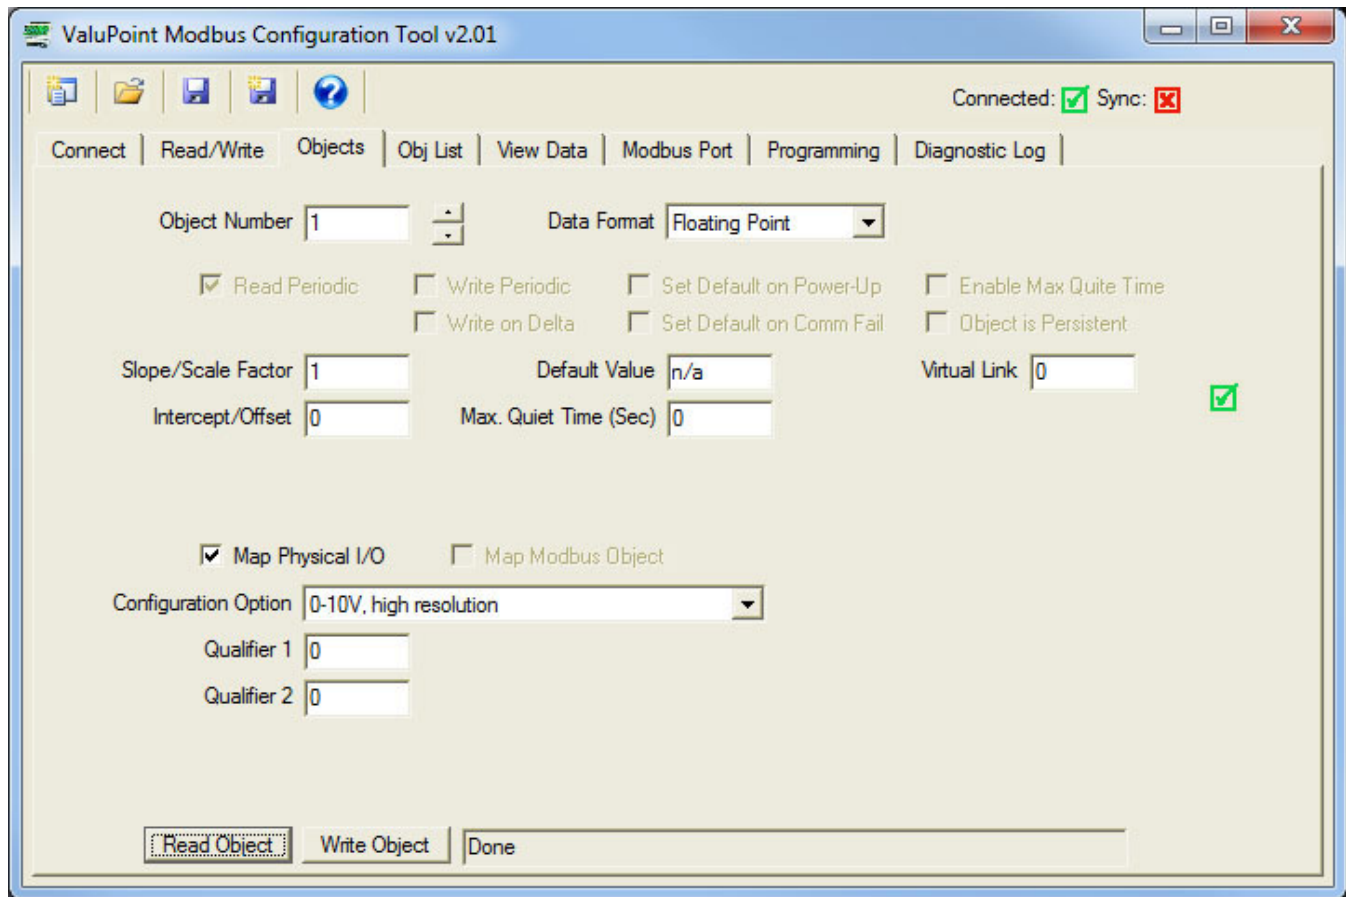 ValuPoint Modbus Configuration Tool v2.01
Connected: Sync:
Connect Read/Write Objects Obj List View Data Modbus Port Programming Diagnostic Log
Object Number 1 Data Format Floating Point
Read Periodic Write Periodic Set Default on Power-Up Enable Max Quite Time
Write on Delta Set Default on Comm Fail Object is Persistent
Slope/Scale Factor 1 Default Value n/a Virtual Link 0
Intercept/Offset 0 Max. Quiet Time (Sec) 0
Map Physical I/O Map Modbus Object
Configuration Option 0-10V, high resolution
Qualifier 1 0
Qualifier 2 0
Read Object Write Object Done